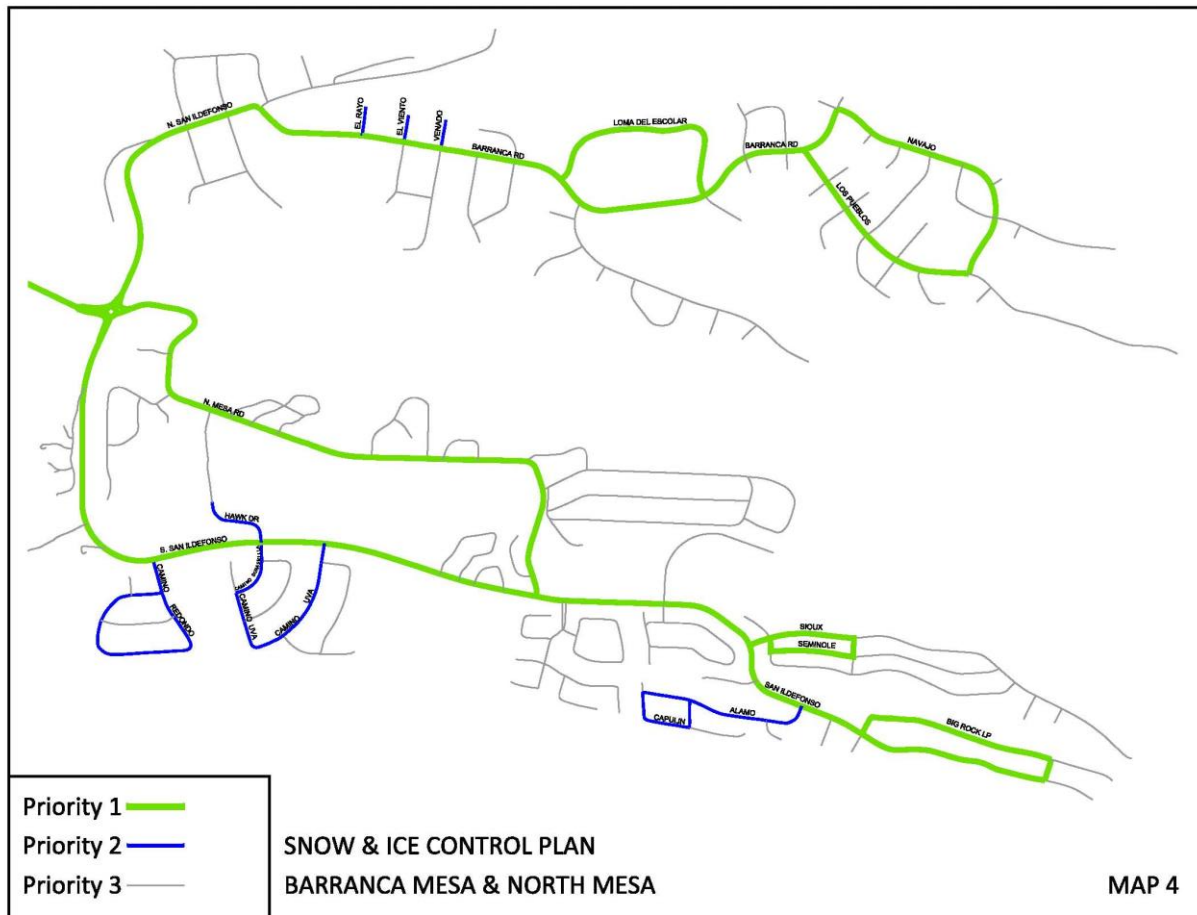 N. SAN ILDEFONSO
EL RAYO
EL VIENTO
VENADO
BARRANCA RD
LOMA DEL ESCOLAR
BARRANCA RD
NAVAJO
LOS PUEBLOS
N. MESA RD
HAWK DR
S. SAN ILDEFONSO
CAMINO
REDONDO
CAMINO UVA
CAMINO
UVA
SIOUX
SEMINOLE
SAN ILDEFONSO
ALAMO
CAPULIN
BIG ROCK LP
Priority 1
Priority 2
Priority 3
SNOW & ICE CONTROL PLAN
BARRANCA MESA & NORTH MESA
MAP 4